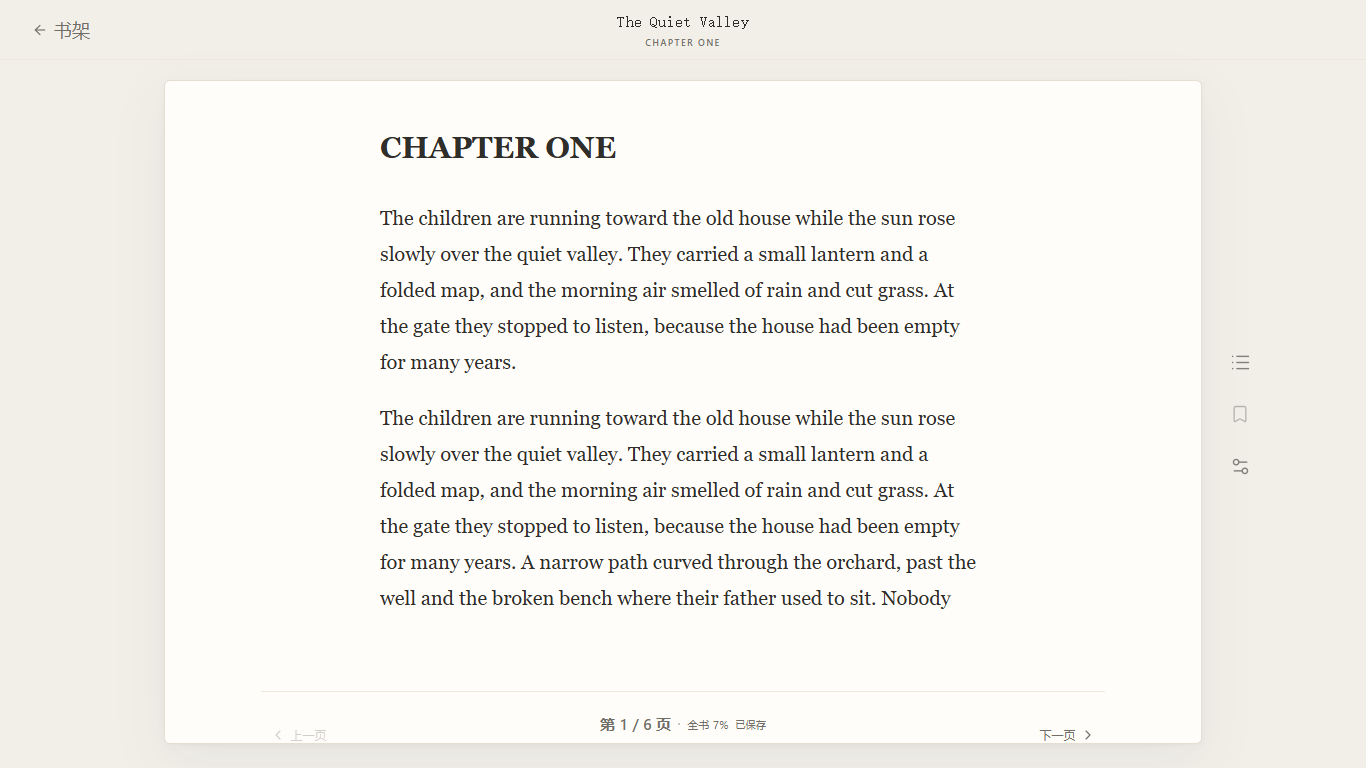 书架
The Quiet Valley
CHAPTER ONE
CHAPTER ONE
The children are running toward the old house while the sun rose
slowly over the quiet valley. They carried a small lantern and a
folded map, and the morning air smelled of rain and cut grass. At
the gate they stopped to listen, because the house had been empty
for many years.
The children are running toward the old house while the sun rose
slowly over the quiet valley. They carried a small lantern and a
folded map, and the morning air smelled of rain and cut grass. At
the gate they stopped to listen, because the house had been empty
for many years. A narrow path curved through the orchard, past the
well and the broken bench where their father used to sit. Nobody
第 1 / 6 页 · 全书 7% 已保存
上一页
下一页